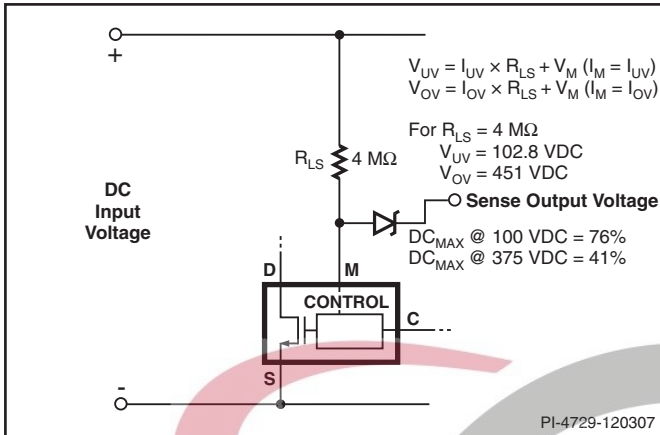 +
V_UV = I_UV × R_LS + V_M (I_M = I_UV)
V_OV = I_OV × R_LS + V_M (I_M = I_OV)
For R_LS = 4 MΩ
V_UV = 102.8 VDC
V_OV = 451 VDC
R_LS 4 MΩ
DC
Input
Voltage
Sense Output Voltage
DC_MAX @ 100 VDC = 76%
DC_MAX @ 375 VDC = 41%
D M
CONTROL
C
S
-
PI-4729-120307